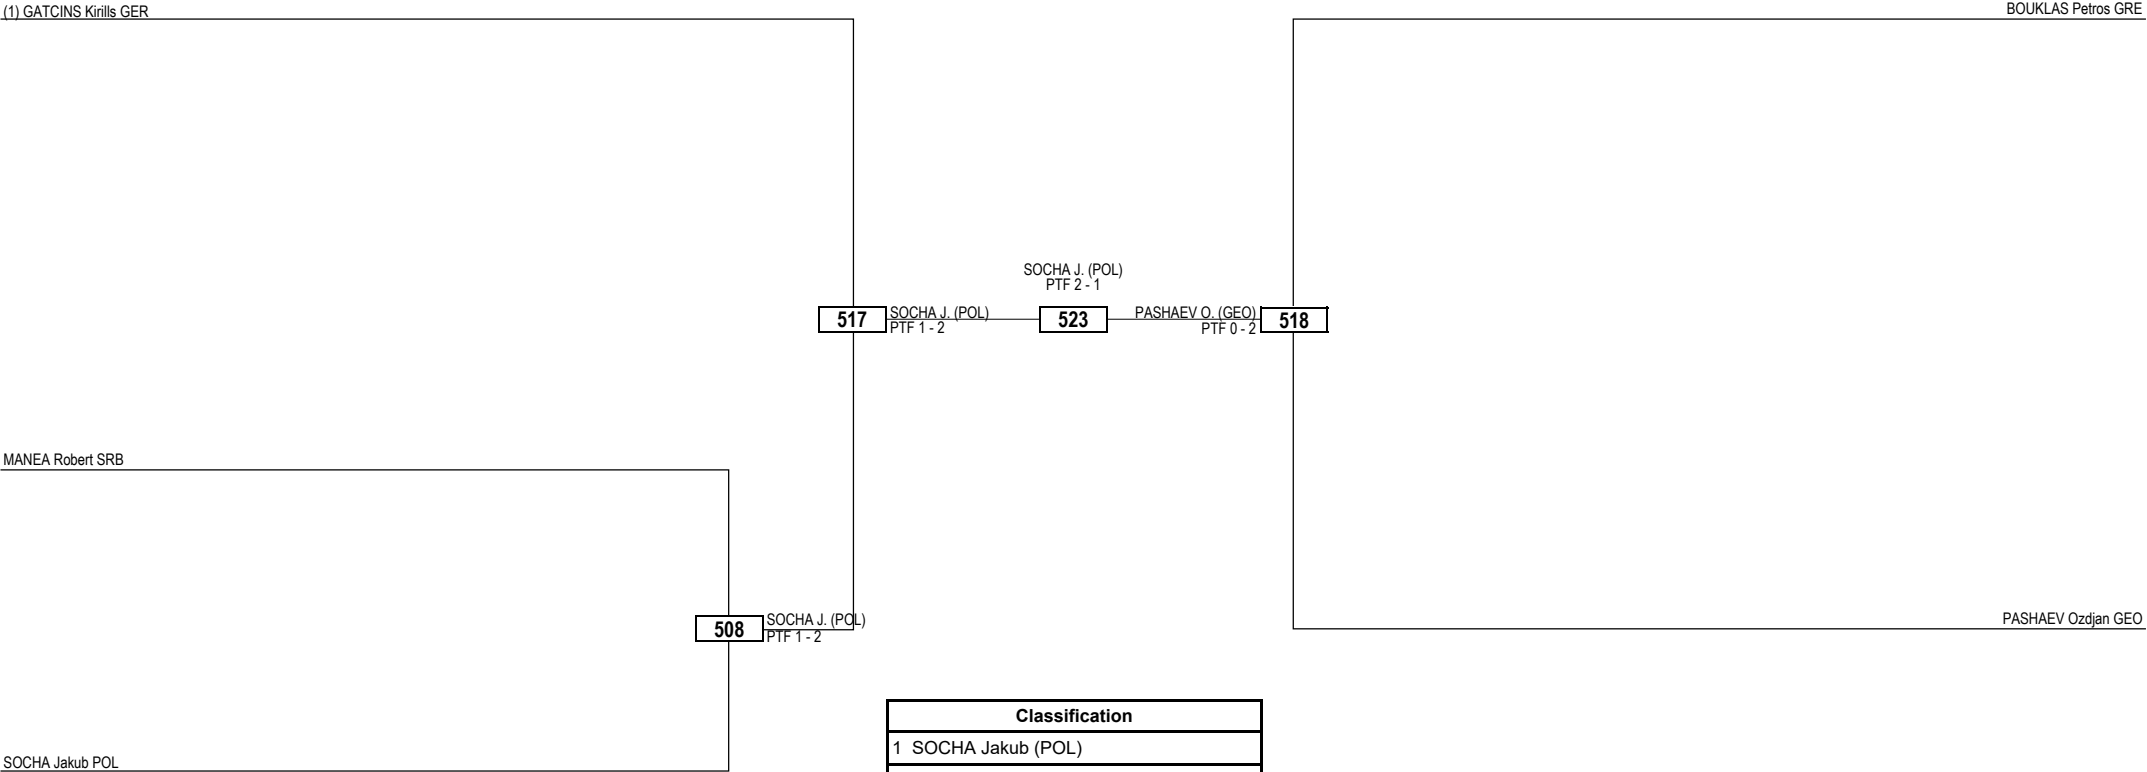 (1) GATCINS Kirills GER
BOUKLAS Petros GRE
SOCHA J. (POL)
PTF 2 - 1
517
SOCHA J. (POL)
PTF 1 - 2
523
PASHAEV O. (GEO)
PTF 0 - 2
518
MANEA Robert SRB
508
SOCHA J. (POL)
PTF 1 - 2
PASHAEV Ozdjan GEO
Classification
1 SOCHA Jakub (POL)
SOCHA Jakub POL